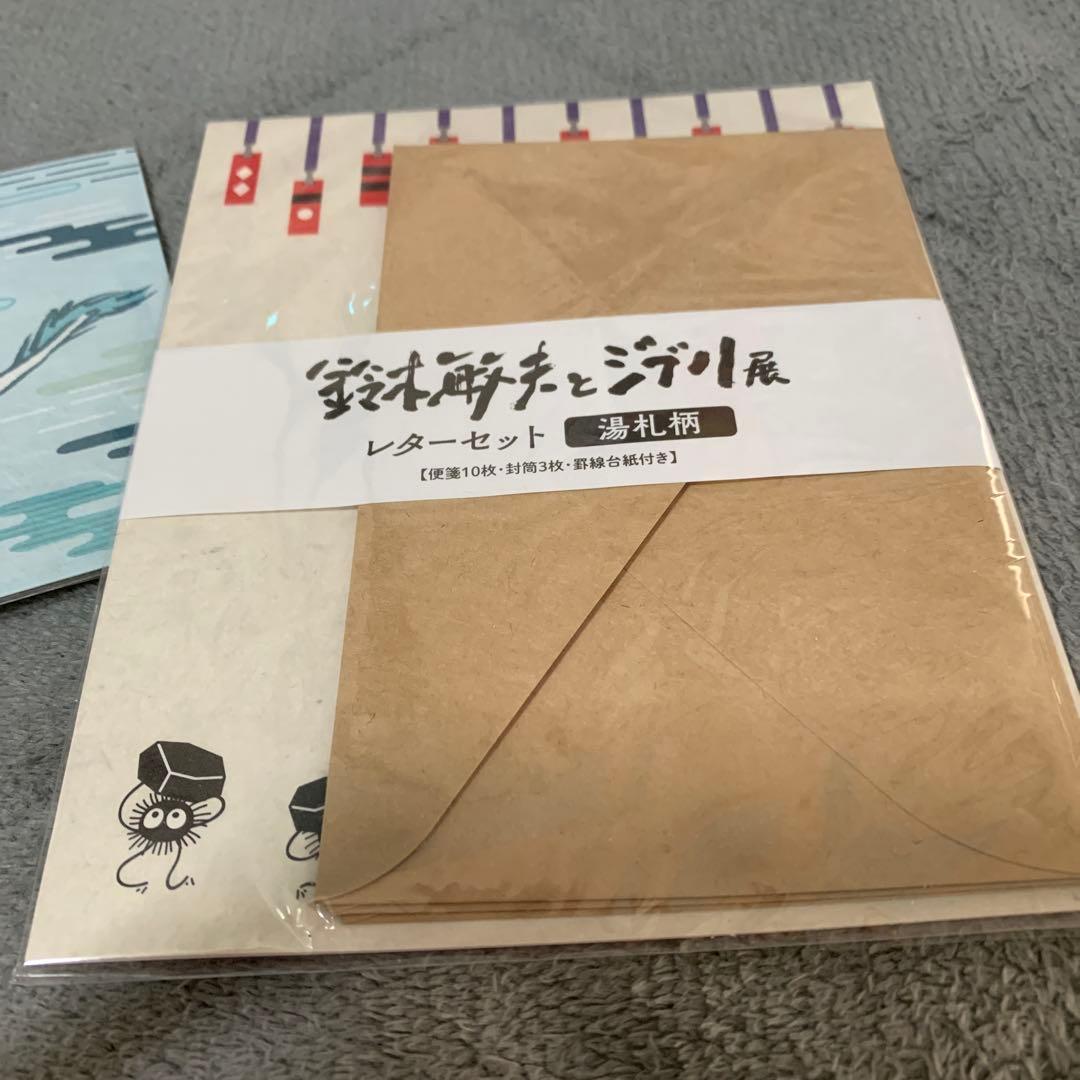 鈴木敏夫とジブリ展
レターセット 湯札柄
【便箋10枚・封筒3枚・罫線台紙付き】